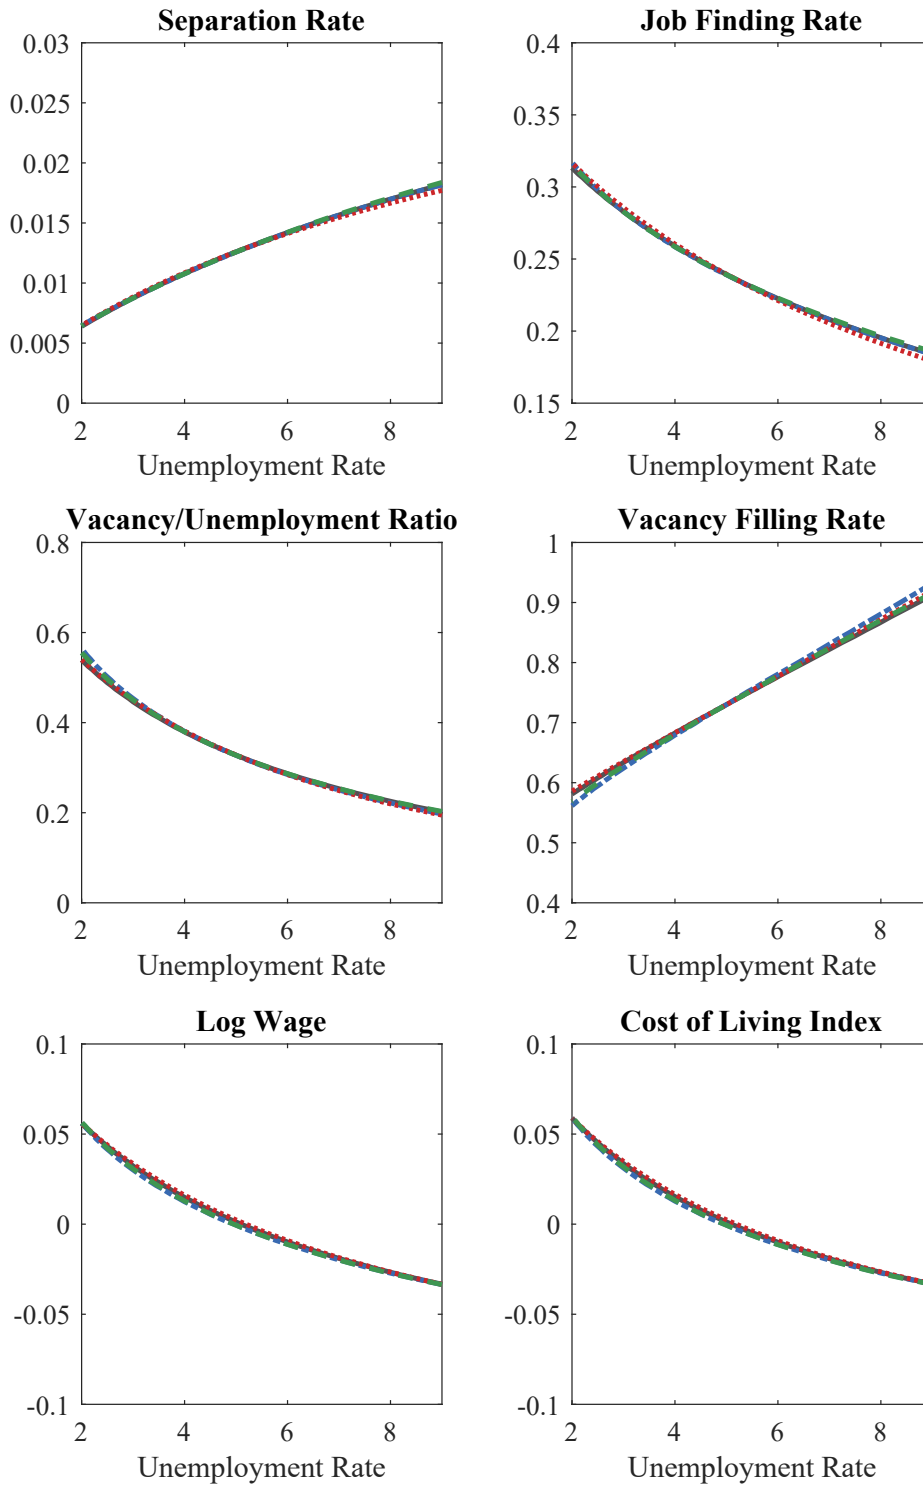 Separation Rate
0.03
0.025
0.02
0.015
0.01
0.005
0
2 4 6 8
Unemployment Rate
Job Finding Rate
0.4
0.35
0.3
0.25
0.2
0.15
2 4 6 8
Unemployment Rate
Vacancy/Unemployment Ratio
0.8
0.6
0.4
0.2
0
2 4 6 8
Unemployment Rate
Vacancy Filling Rate
1
0.9
0.8
0.7
0.6
0.5
0.4
2 4 6 8
Unemployment Rate
Log Wage
0.1
0.05
0
-0.05
-0.1
2 4 6 8
Unemployment Rate
Cost of Living Index
0.1
0.05
0
-0.05
-0.1
2 4 6 8
Unemployment Rate